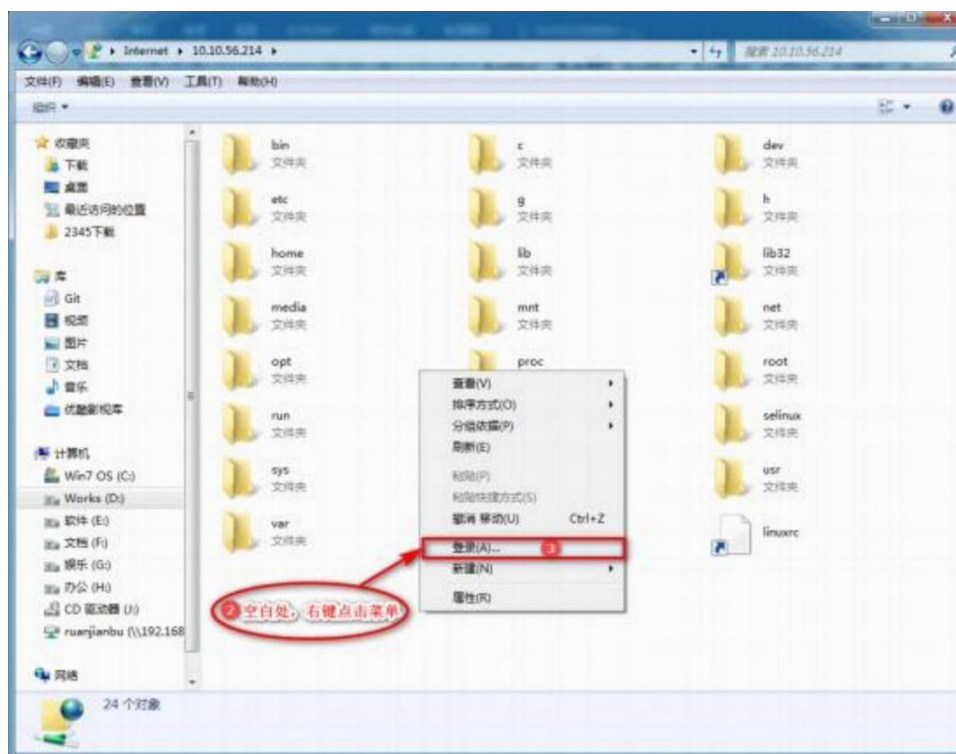 Internet ▸ 10.10.56.214 ▸
搜索 10.10.56.214
文件(F) 编辑(E) 查看(V) 工具(T) 帮助(H)
组织
收藏夹
下载
桌面
最近访问的位置
2345下载
库
Git
视频
图片
文档
音乐
优酷影视库
计算机
Win7 OS (C:)
Works (D:)
软件 (E:)
文档 (F:)
娱乐 (G:)
办公 (H:)
CD 驱动器 (J:)
ruanjianbu (\\192.168
网络
bin
文件夹
c
文件夹
dev
文件夹
etc
文件夹
g
文件夹
h
文件夹
home
文件夹
lib
文件夹
lib32
文件夹
media
文件夹
mnt
文件夹
net
文件夹
opt
文件夹
proc
root
文件夹
run
文件夹
selinux
文件夹
sys
文件夹
usr
文件夹
var
文件夹
linuxrc
查看(V)
排序方式(O)
分组依据(P)
刷新(E)
粘贴(P)
粘贴快捷方式(S)
撤消 移动(U) Ctrl+Z
登录(A)... 3
新建(N)
属性(R)
2 空白处，右键点击菜单
24 个对象